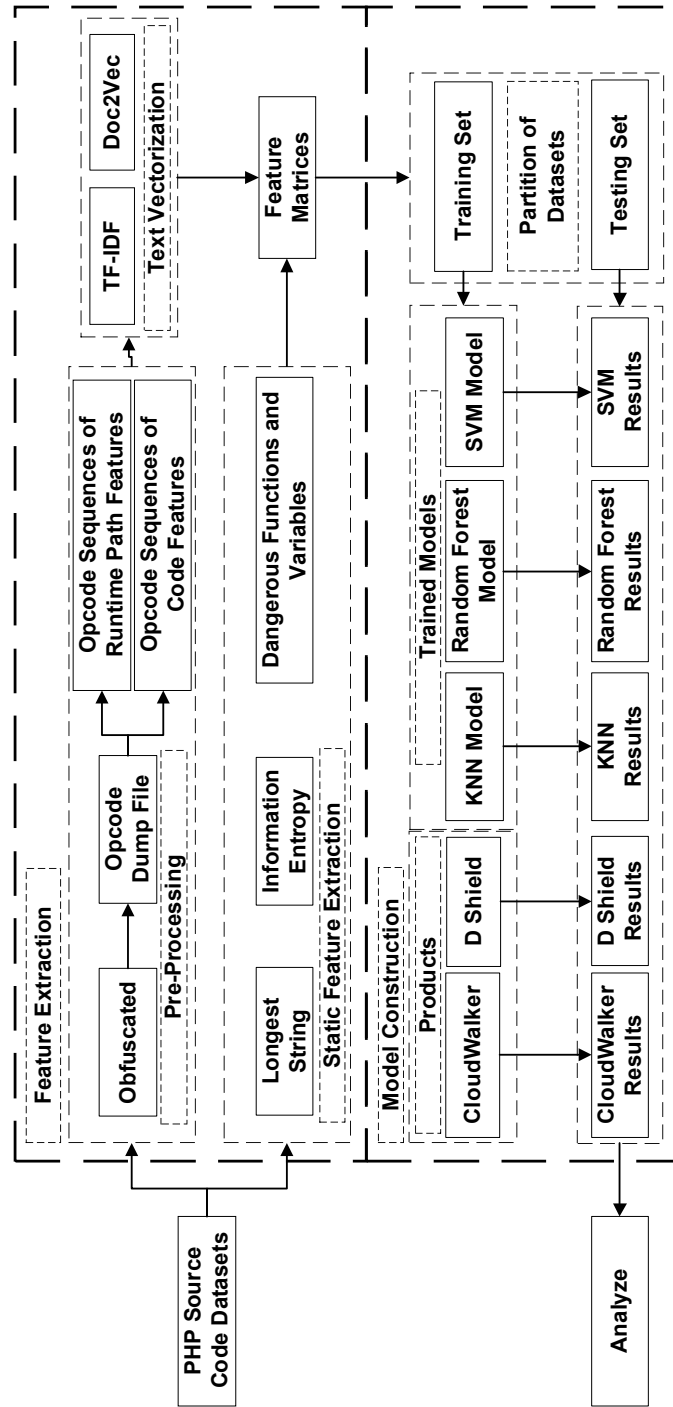 PHP Source
Code Datasets
Feature Extraction
Obfuscated
Opcode
Dump File
Pre-Processing
Opcode Sequences of
Runtime Path Features
Opcode Sequences of
Code Features
TF-IDF
Doc2Vec
Text Vectorization
Longest
String
Information
Entropy
Dangerous Functions and
Variables
Static Feature Extraction
Feature
Matrices
Model Construction
Products
CloudWalker
D Shield
Trained Models
KNN Model
Random Forest
Model
SVM Model
Training Set
Partition of
Datasets
Testing Set
CloudWalker
Results
D Shield
Results
KNN
Results
Random Forest
Results
SVM
Results
Analyze